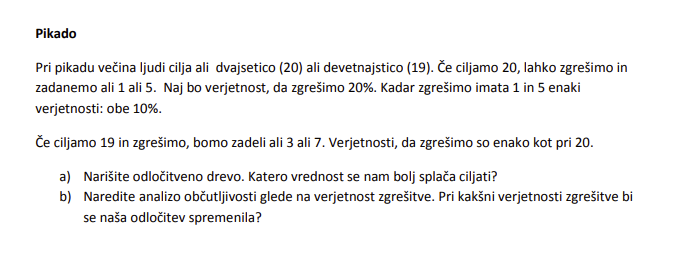 Pikado
Pri pikadu večina ljudi cilja ali dvajsetico (20) ali devetnajstico (19). Če ciljamo 20, lahko zgrešimo in
zadanemo ali 1 ali 5. Naj bo verjetnost, da zgrešimo 20%. Kadar zgrešimo imata 1 in 5 enaki
verjetnosti: obe 10%.
Če ciljamo 19 in zgrešimo, bomo zadeli ali 3 ali 7. Verjetnosti, da zgrešimo so enako kot pri 20.
a) Narišite odločitveno drevo. Katero vrednost se nam bolj splača ciljati?
b) Naredite analizo občutljivosti glede na verjetnost zgrešitve. Pri kakšni verjetnosti zgrešitve bi
se naša odločitev spremenila?